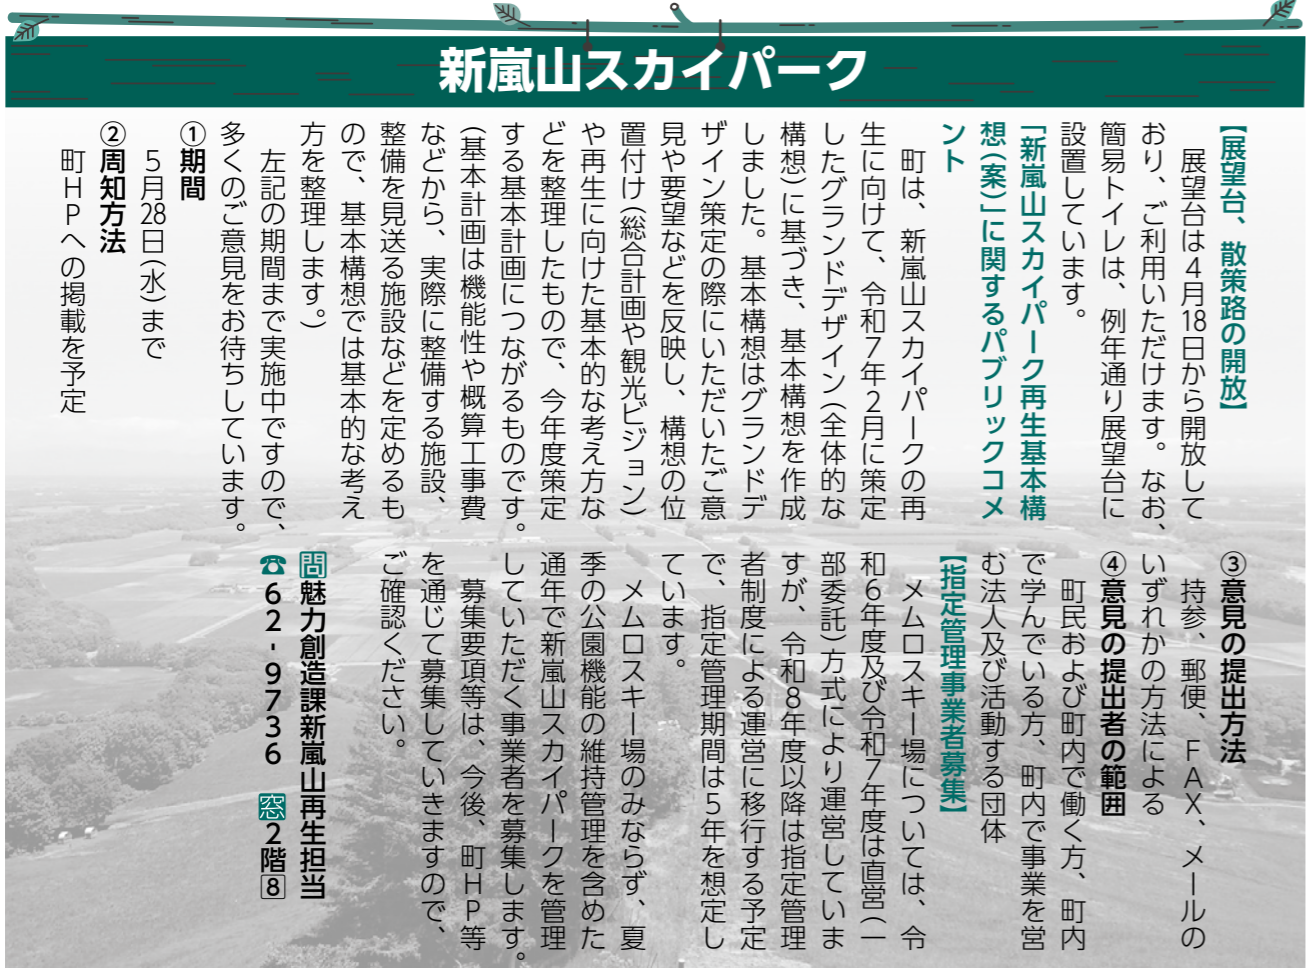 新嵐山スカイパーク
【展望台、散策路の開放】
展望台は4月18日から開放して
おり、ご利用いただけます。なお、
簡易トイレは、例年通り展望台に
設置しています。
「新嵐山スカイパーク再生基本構
想(案)」に関するパブリックコメ
ント
町は、新嵐山スカイパークの再
生に向けて、令和7年2月に策定
したグランドデザイン(全体的な
構想)に基づき、基本構想を作成
しました。基本構想はグランドデ
ザイン策定の際にいただいたご意
見や要望などを反映し、構想の位
置付け(総合計画や観光ビジョン)
や再生に向けた基本的な考え方な
どを整理したもので、今年度策定
する基本計画につながるものです。
(基本計画は機能性や概算工事費
などから、実際に整備する施設、
整備を見送る施設などを定めるも
ので、基本構想では基本的な考え
方を整理します。)
左記の期間まで実施中ですので、
多くのご意見をお待ちしています。
①期間
5月28日(水)まで
②周知方法
町HPへの掲載を予定
③意見の提出方法
持参、郵便、FAX、メールの
いずれかの方法による
④意見の提出者の範囲
町民および町内で働く方、町内
で学んでいる方、町内で事業を営
む法人及び活動する団体
【指定管理事業者募集】
メムロスキー場については、令
和6年度及び令和7年度は直営(一
部委託)方式により運営していま
すが、令和8年度以降は指定管理
者制度による運営に移行する予定
で、指定管理期間は5年を想定し
ています。
メムロスキー場のみならず、夏
季の公園機能の維持管理を含めた
通年で新嵐山スカイパークを管理
していただく事業者を募集します。
募集要項等は、今後、町HP等
を通じて募集していきますので、
ご確認ください。
問魅力創造課新嵐山再生担当
☎62-9736 窓2階8